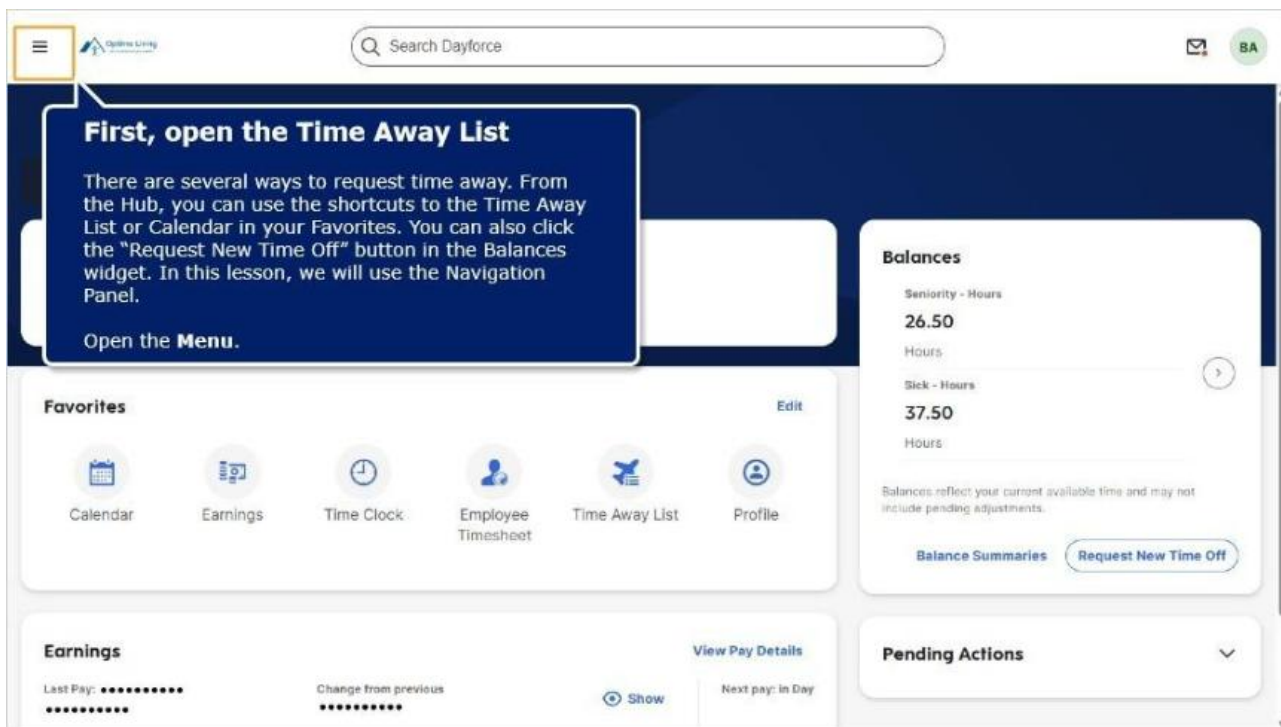 Optima Living
Search Dayforce
BA
First, open the Time Away List
There are several ways to request time away. From
the Hub, you can use the shortcuts to the Time Away
List or Calendar in your Favorites. You can also click
the “Request New Time Off” button in the Balances
widget. In this lesson, we will use the Navigation
Panel.
Open the Menu.
Balances
Seniority - Hours
26.50
Hours
Sick - Hours
37.50
Hours
Balances reflect your current available time and may not
include pending adjustments.
Balance Summaries
Request New Time Off
Favorites
Edit
Calendar
Earnings
Time Clock
Employee
Timesheet
Time Away List
Profile
Earnings
View Pay Details
Last Pay: ••••••••••
••••••••••
Change from previous
••••••••••
Show
Next pay: in Day
Pending Actions